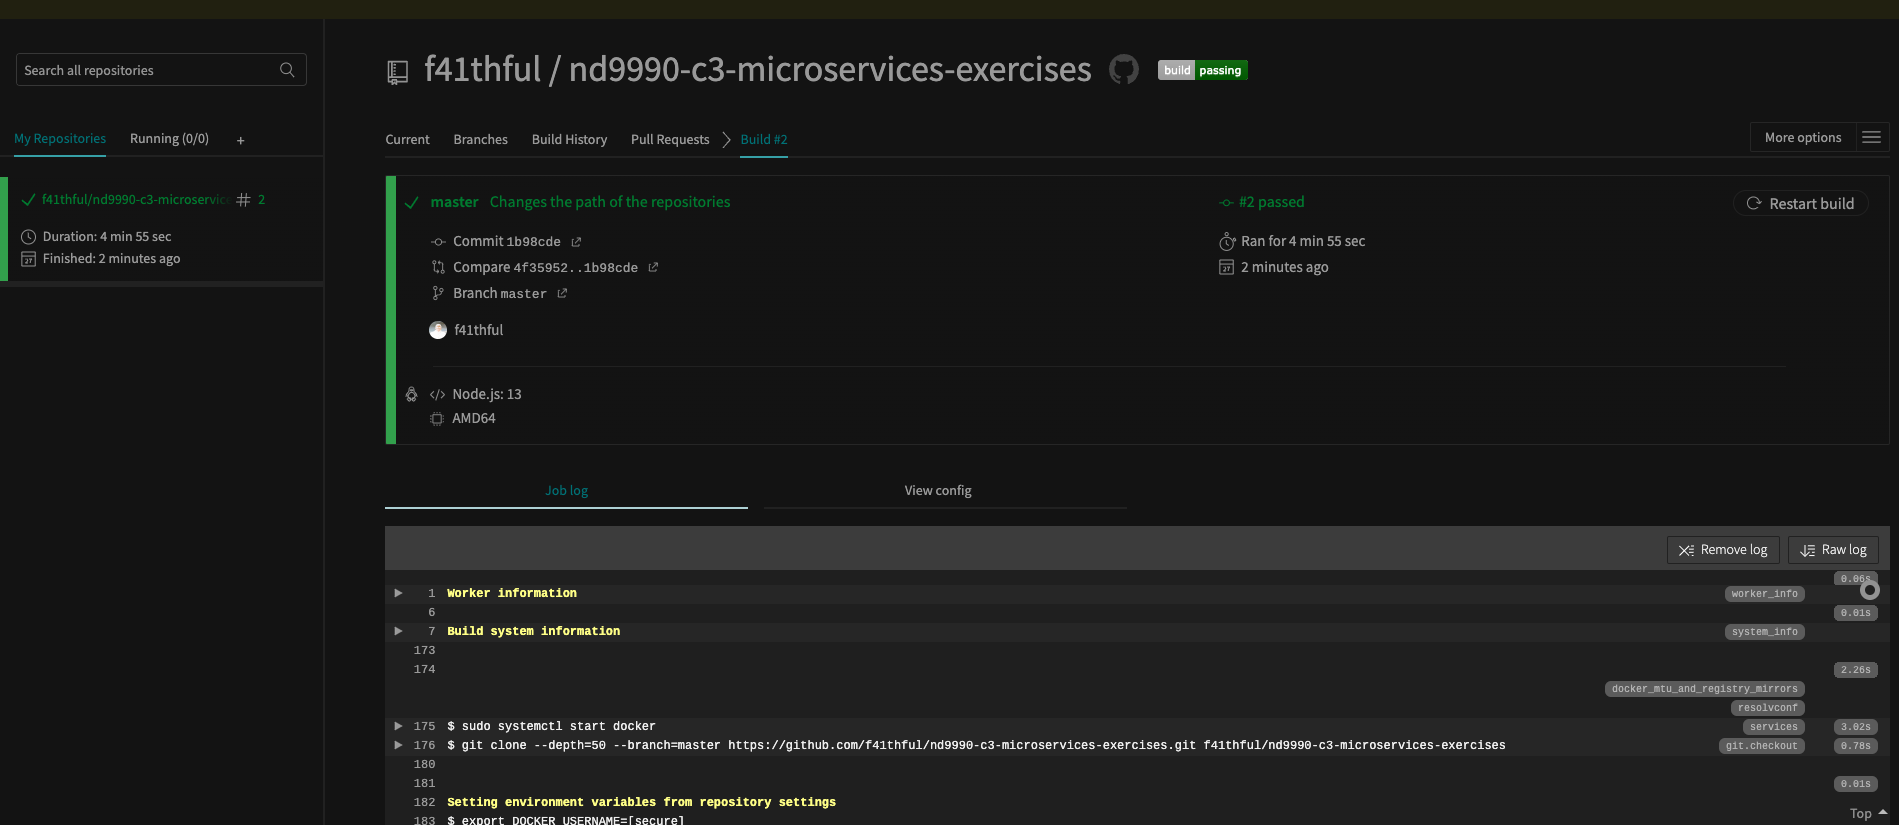 Search all repositories
My Repositories Running (0/0) +
f41thful/nd9990-c3-microservic # 2
Duration: 4 min 55 sec
Finished: 2 minutes ago
f41thful / nd9990-c3-microservices-exercises build passing
Current Branches Build History Pull Requests Build #2 More options
master Changes the path of the repositories
Commit 1b98cde
Compare 4f35952..1b98cde
Branch master
f41thful
#2 passed
Ran for 4 min 55 sec
2 minutes ago
Restart build
Node.js: 13
AMD64
Job log View config
Remove log Raw log
0.06s
1 Worker information worker_info
6 0.01s
7 Build system information system_info
173
174 2.26s
docker_mtu_and_registry_mirrors
resolvconf
175 $ sudo systemctl start docker services 3.02s
176 $ git clone --depth=50 --branch=master https://github.com/f41thful/nd9990-c3-microservices-exercises.git f41thful/nd9990-c3-microservices-exercises git.checkout 0.78s
180
181 0.01s
182 Setting environment variables from repository settings
183 $ export DOCKER_USERNAME=[secure]
Top